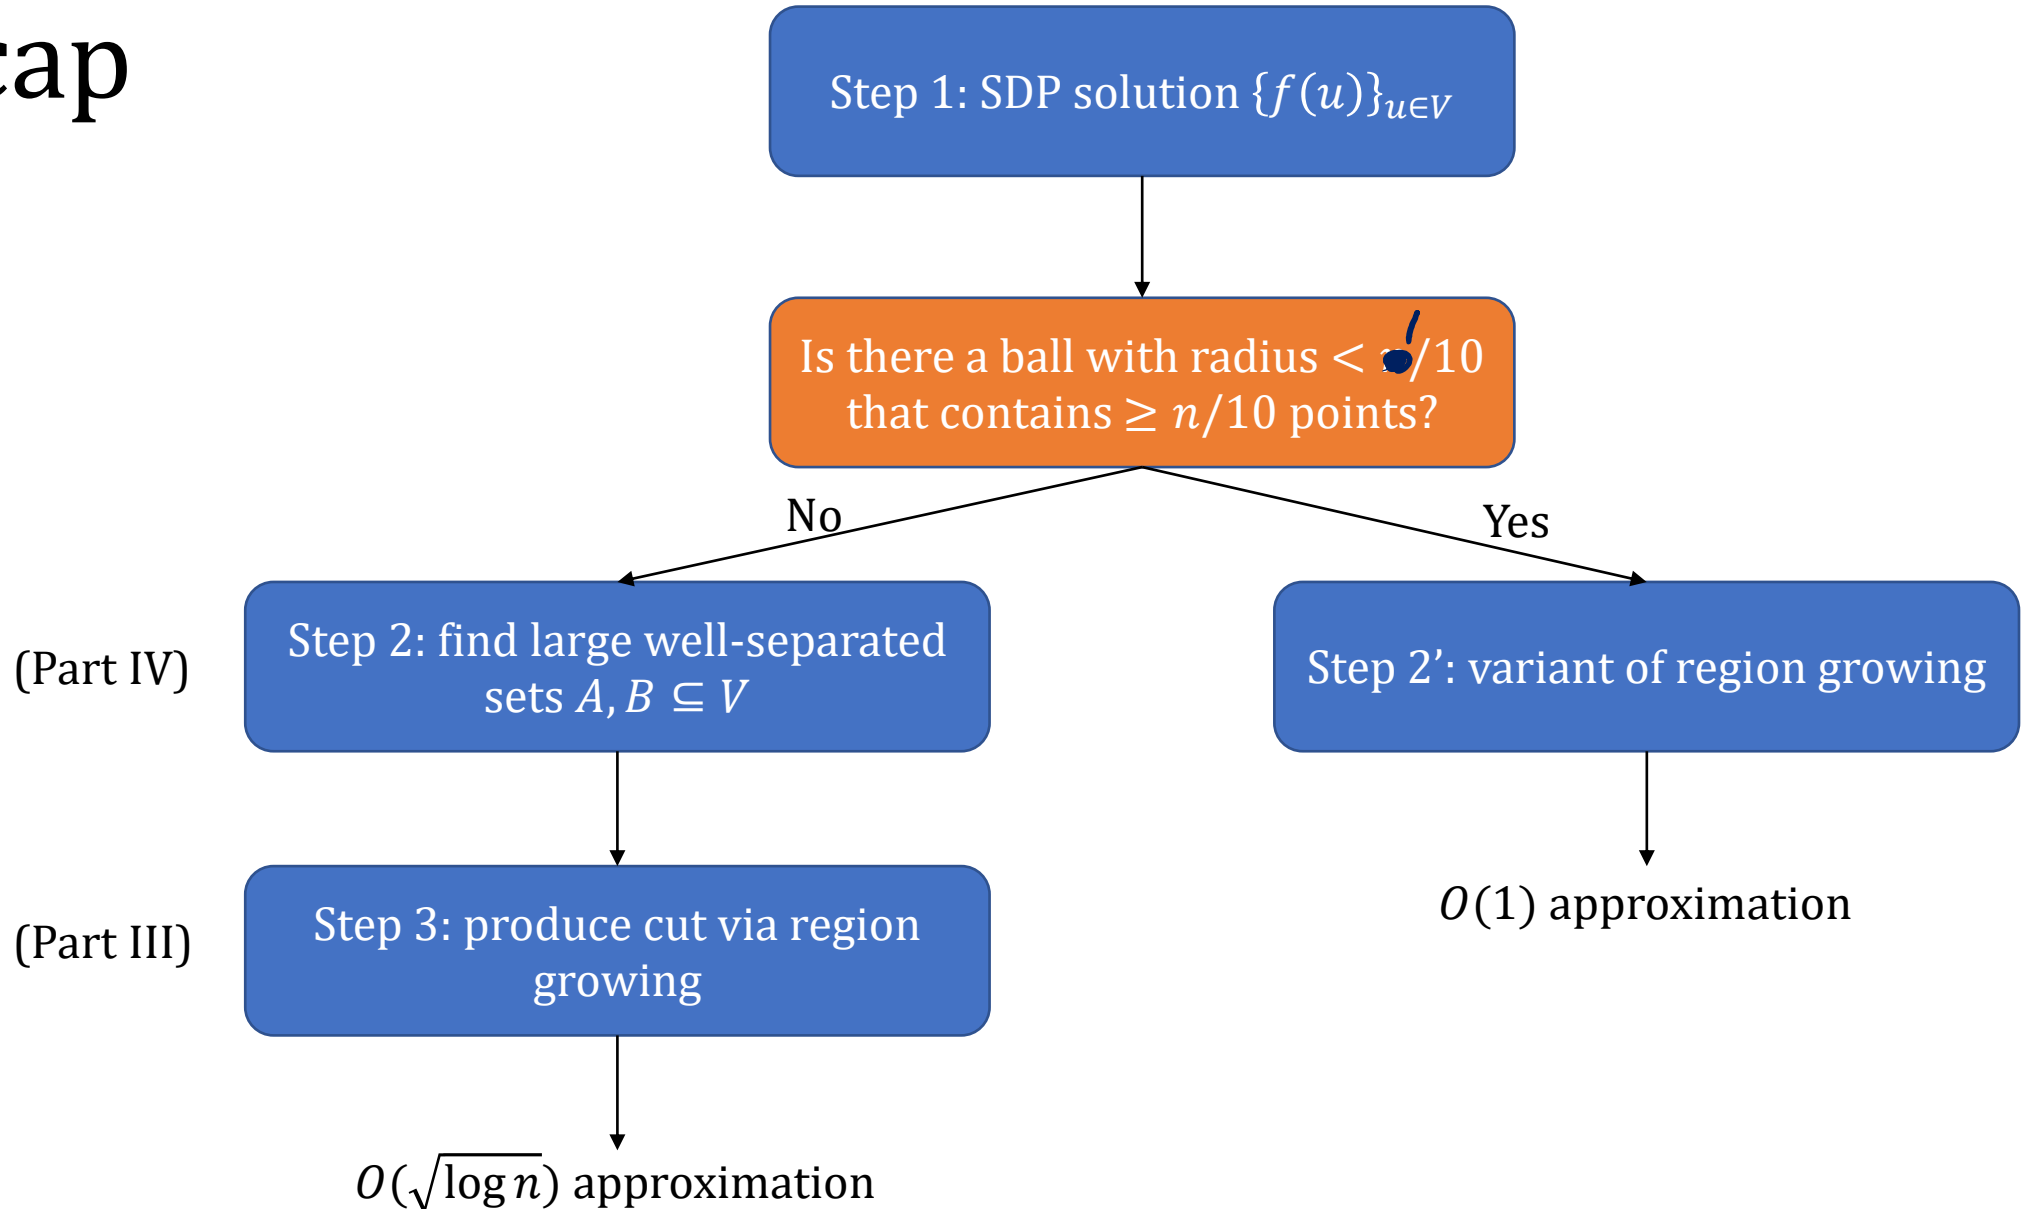 cap
Step 1: SDP solution {f(u)}_{u∈V}
Is there a ball with radius < 1/10
that contains ≥ n/10 points?
No
Yes
(Part IV)
Step 2: find large well-separated
sets A, B ⊆ V
Step 2’: variant of region growing
(Part III)
Step 3: produce cut via region
growing
O(1) approximation
O(√log n) approximation